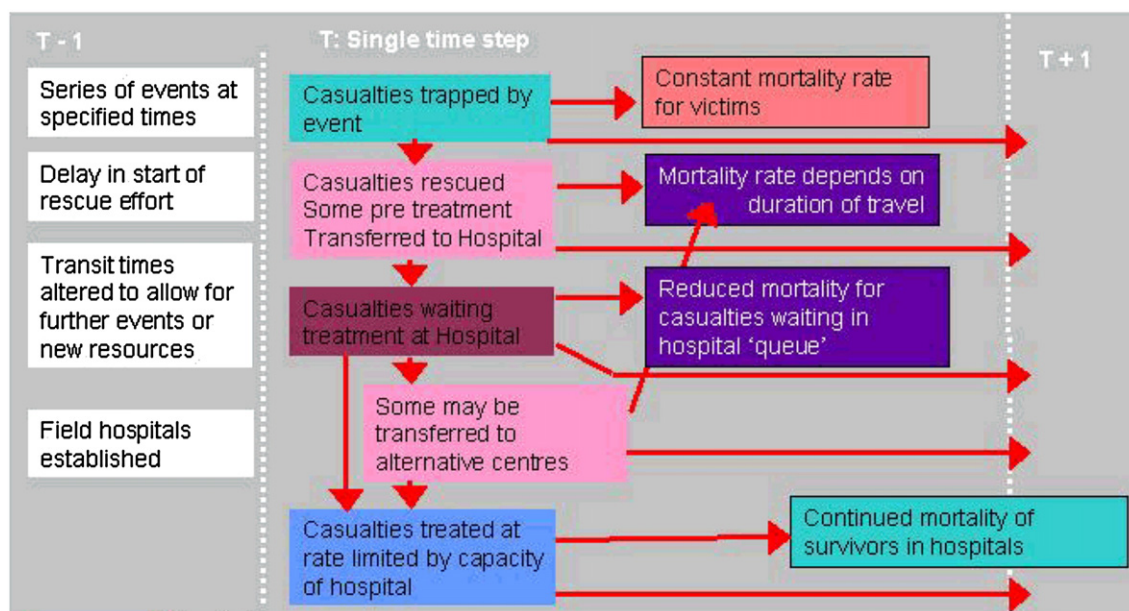 T - 1
T: Single time step
T + 1
Series of events at
specified times
Delay in start of
rescue effort
Transit times
altered to allow for
further events or
new resources
Field hospitals
established
Casualties trapped by
event
Constant mortality rate
for victims
Casualties rescued
Some pre treatment
Transferred to Hospital
Mortality rate depends on
duration of travel
Casualties waiting
treatment at Hospital
Reduced mortality for
casualties waiting in
hospital ‘queue’
Some may be
transferred to
alternative centres
Casualties treated at
rate limited by capacity
of hospital
Continued mortality of
survivors in hospitals